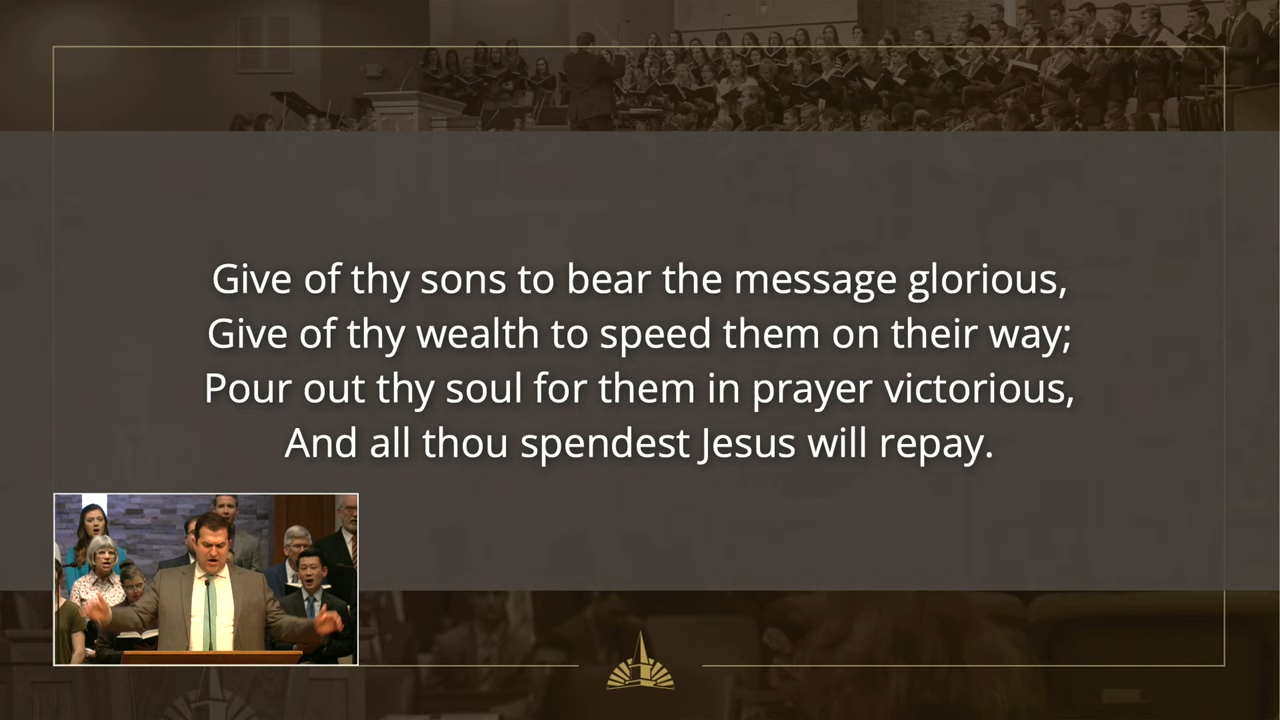 Give of thy sons to bear the message glorious,
Give of thy wealth to speed them on their way;
Pour out thy soul for them in prayer victorious,
And all thou spendest Jesus will repay.